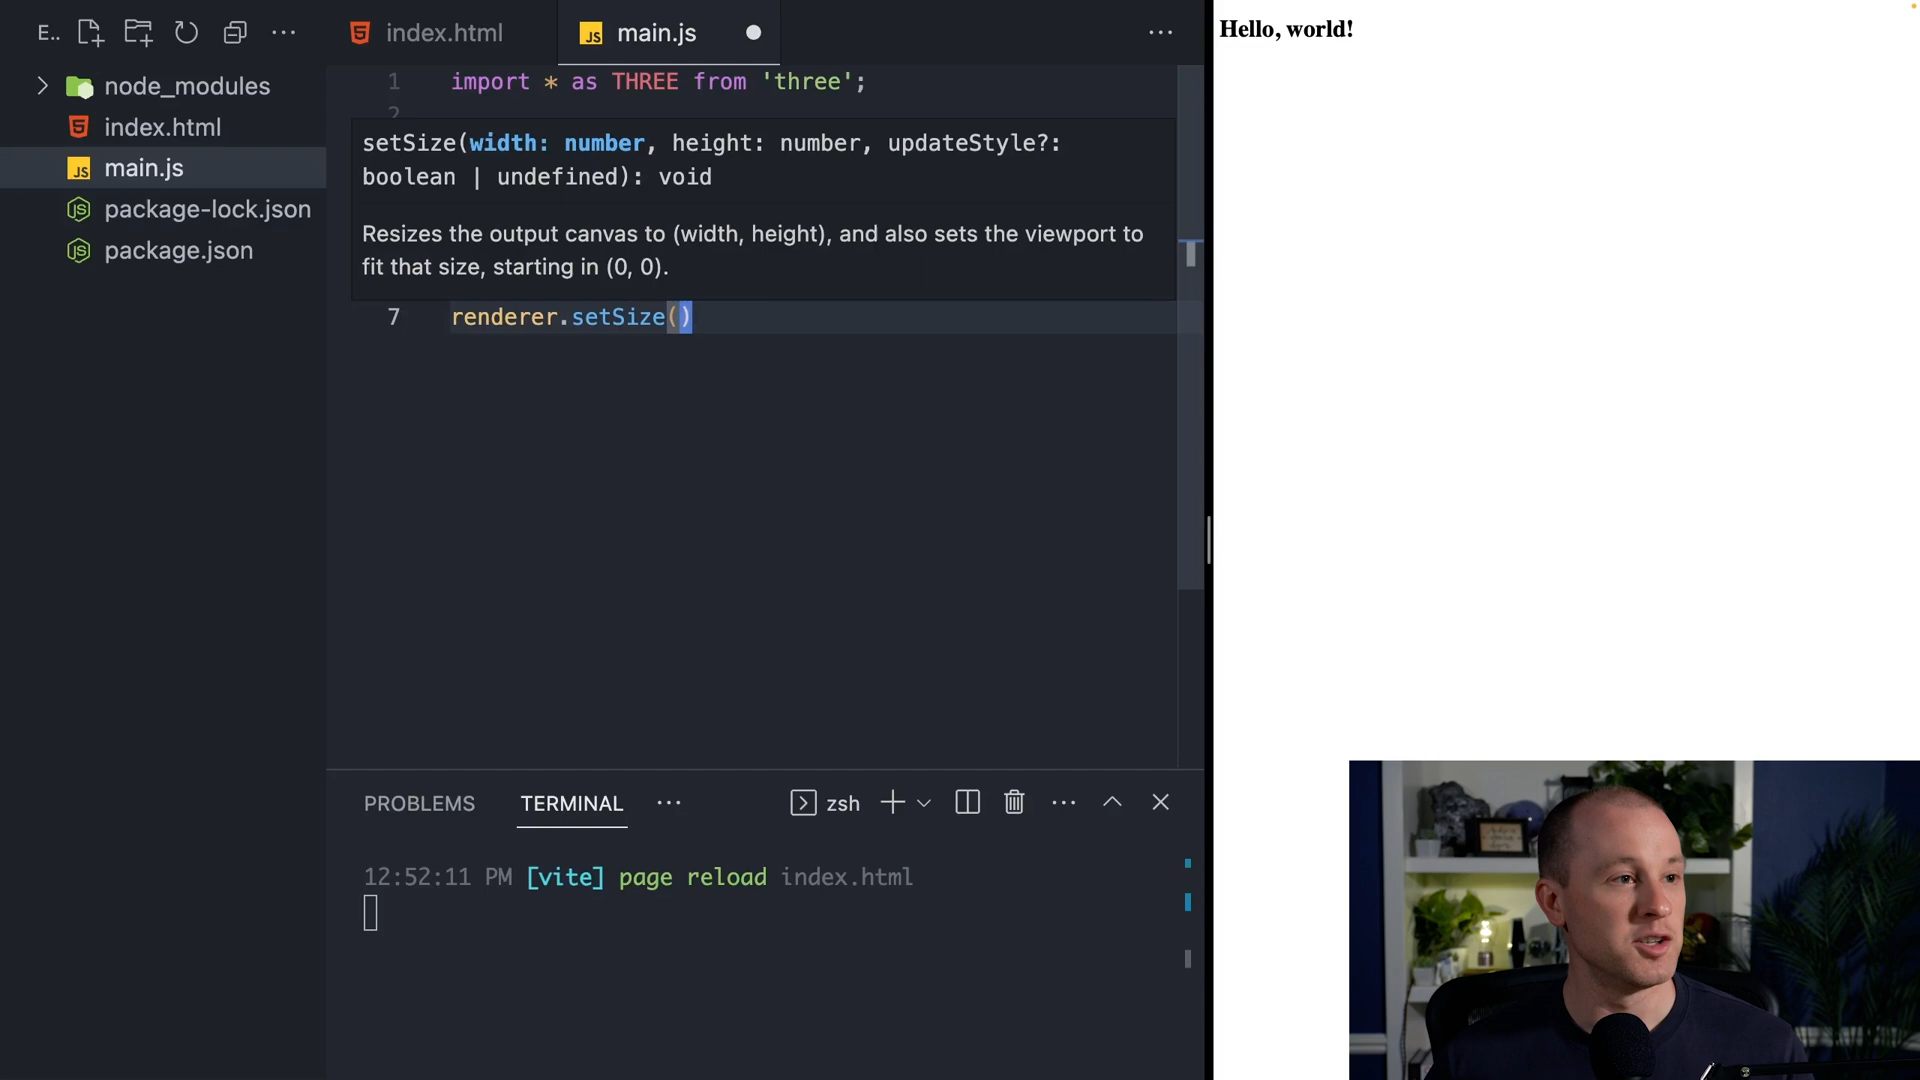 E..
index.html
main.js
Hello, world!
node_modules
index.html
main.js
package-lock.json
package.json
1 import * as THREE from 'three';
2
setSize(width: number, height: number, updateStyle?:
boolean | undefined): void
Resizes the output canvas to (width, height), and also sets the viewport to
fit that size, starting in (0, 0).
7 renderer.setSize()
PROBLEMS TERMINAL zsh
12:52:11 PM [vite] page reload index.html